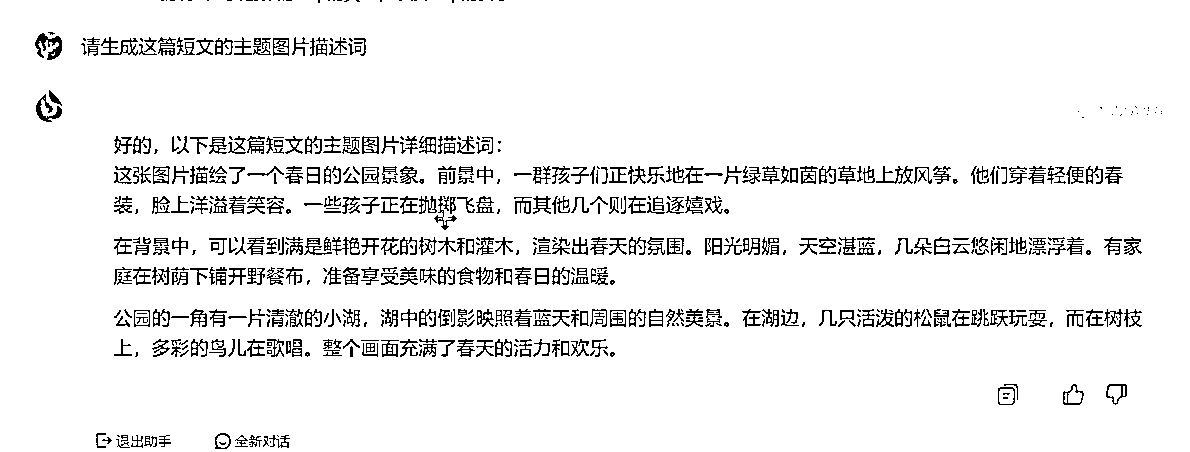 请生成这篇短文的主题图片描述词
好的，以下是这篇短文的主题图片详细描述词：
这张图片描绘了一个春日的公园景象。前景中，一群孩子们正快乐地在一片绿草如茵的草地上放风筝。他们穿着轻便的春
装，脸上洋溢着笑容。一些孩子正在抛掷飞盘，而其他几个则在追逐嬉戏。
在背景中，可以看到满是鲜艳开花的树木和灌木，渲染出春天的氛围。阳光明媚，天空湛蓝，几朵白云悠闲地漂浮着。有家
庭在树荫下铺开野餐布，准备享受美味的食物和春日的温暖。
公园的一角有一片清澈的小湖，湖中的倒影映照着蓝天和周围的自然美景。在湖边，几只活泼的松鼠在跳跃玩耍，而在树枝
上，多彩的鸟儿在歌唱。整个画面充满了春天的活力和欢乐。
退出助手 全新对话